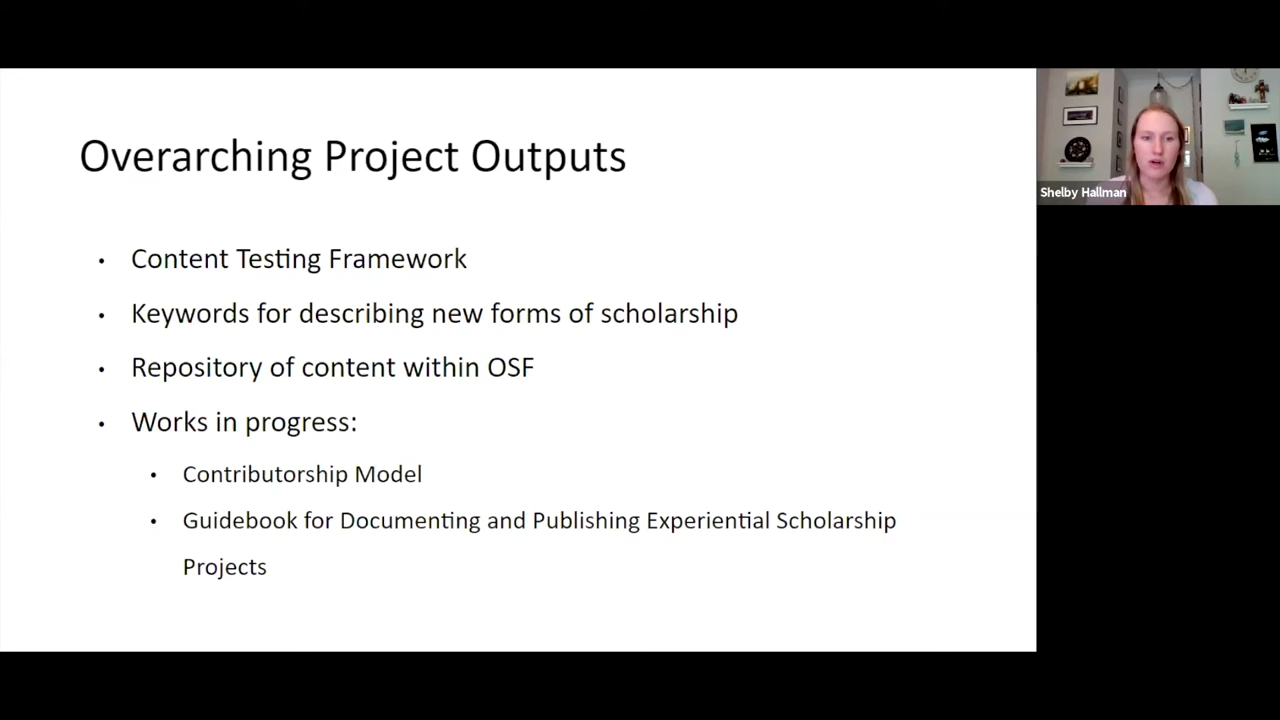 Overarching Project Outputs
Shelby Hallman
• Content Testing Framework
• Keywords for describing new forms of scholarship
• Repository of content within OSF
• Works in progress:
• Contributorship Model
• Guidebook for Documenting and Publishing Experiential Scholarship
Projects